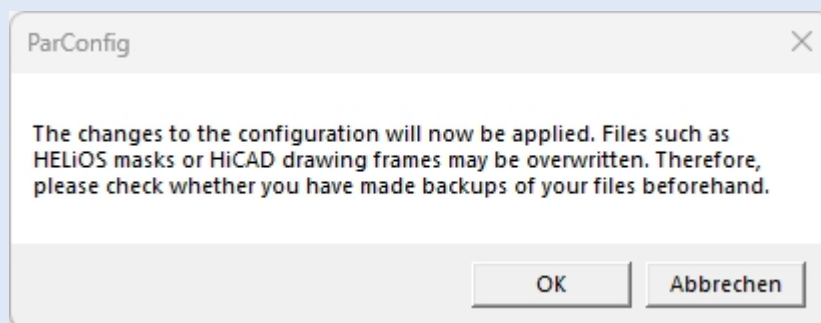 ParConfig
The changes to the configuration will now be applied. Files such as
HELiOS masks or HiCAD drawing frames may be overwritten. Therefore,
please check whether you have made backups of your files beforehand.
OK
Abbrechen